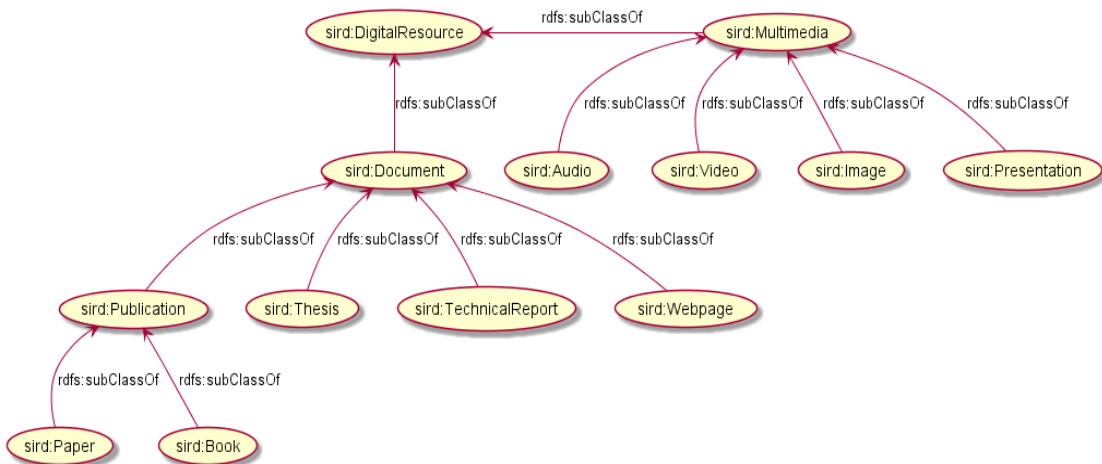 rdfs:subClassOf
sird:DigitalResource
sird:Multimedia
rdfs:subClassOf
rdfs:subClassOf
rdfs:subClassOf
rdfs:subClassOf
rdfs:subClassOf
sird:Document
sird:Audio
sird:Video
sird:Image
sird:Presentation
rdfs:subClassOf
rdfs:subClassOf
rdfs:subClassOf
rdfs:subClassOf
sird:Publication
sird:Thesis
sird:TechnicalReport
sird:Webpage
rdfs:subClassOf
rdfs:subClassOf
sird:Paper
sird:Book